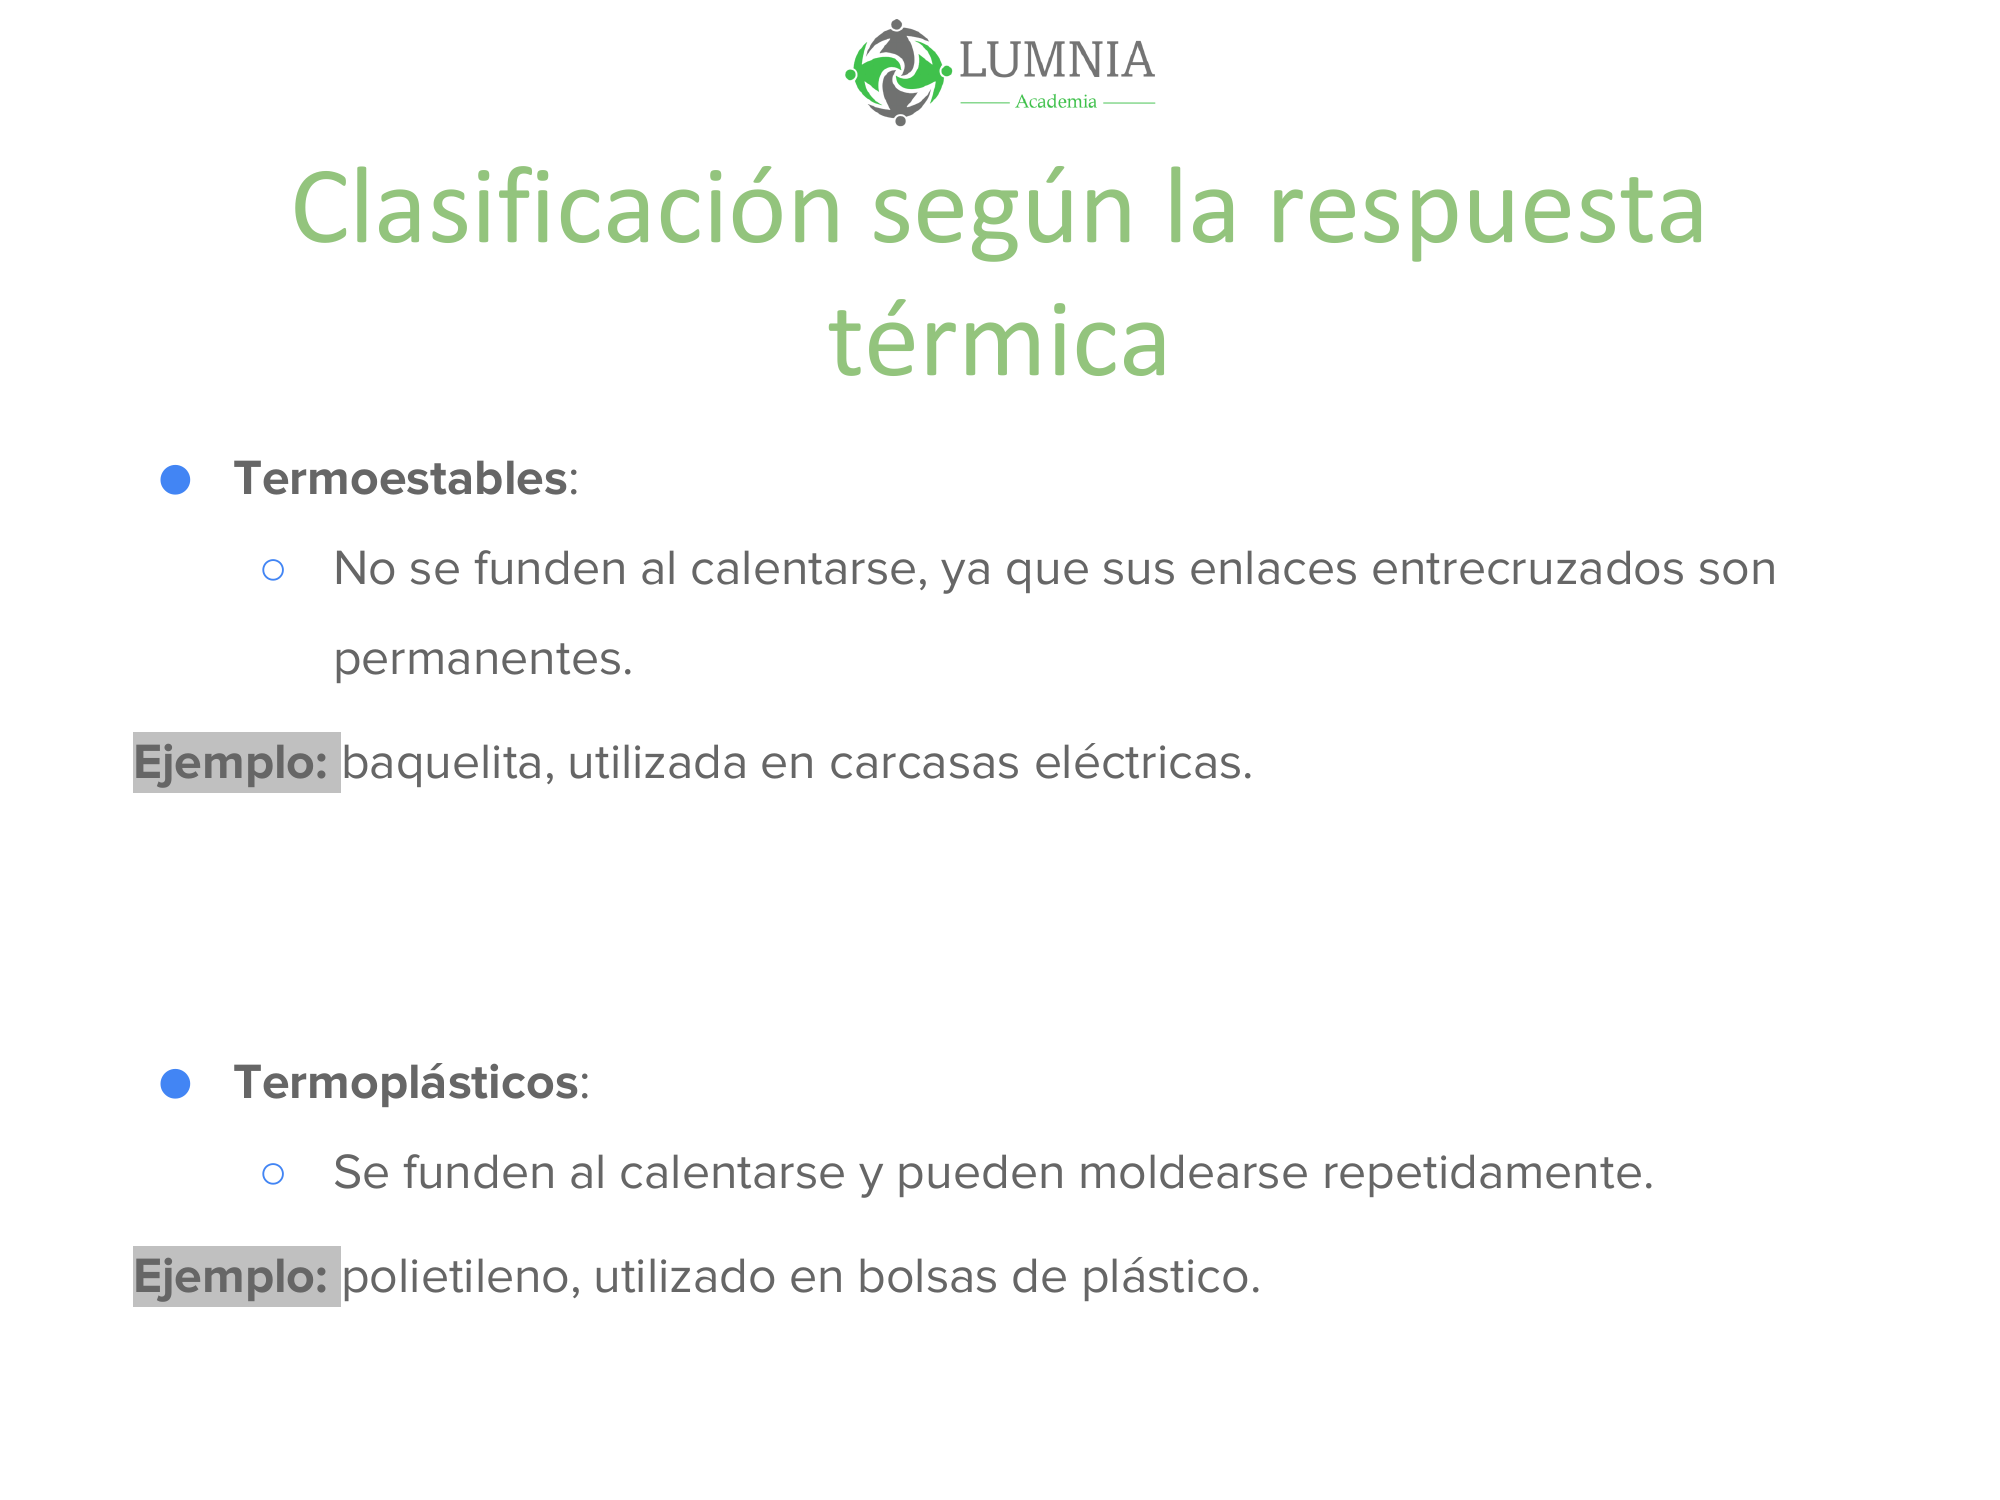 LUMNIA
Academia
Clasificación según la respuesta
térmica
● Termoestables:
○ No se funden al calentarse, ya que sus enlaces entrecruzados son
permanentes.
Ejemplo: baquelita, utilizada en carcasas eléctricas.
● Termoplásticos:
○ Se funden al calentarse y pueden moldearse repetidamente.
Ejemplo: polietileno, utilizado en bolsas de plástico.